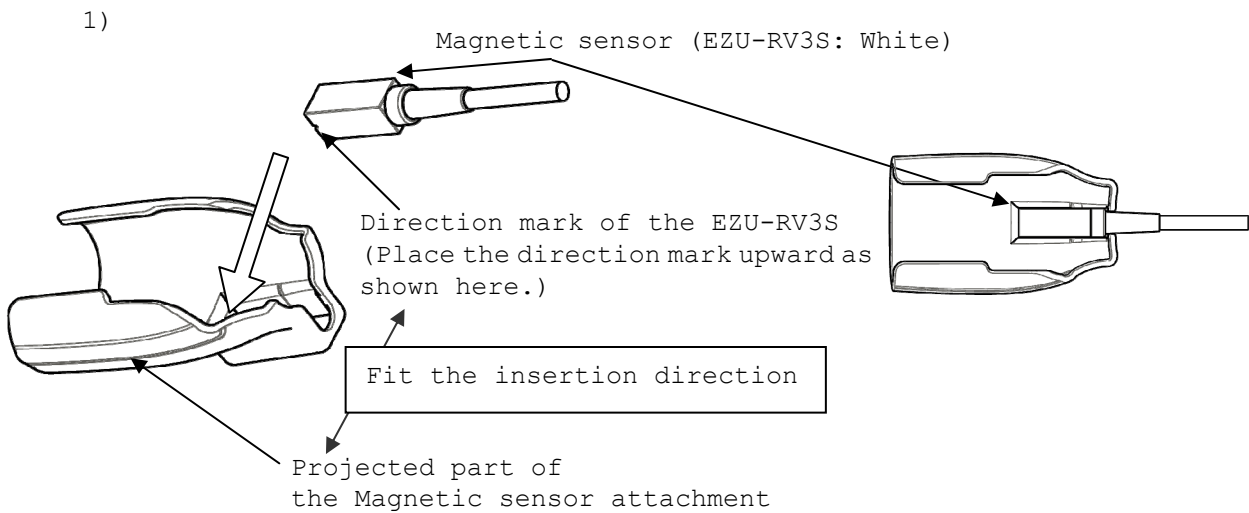 1)
Magnetic sensor (EZU-RV3S: White)
Direction mark of the EZU-RV3S
(Place the direction mark upward as
shown here.)
Fit the insertion direction
Projected part of
the Magnetic sensor attachment